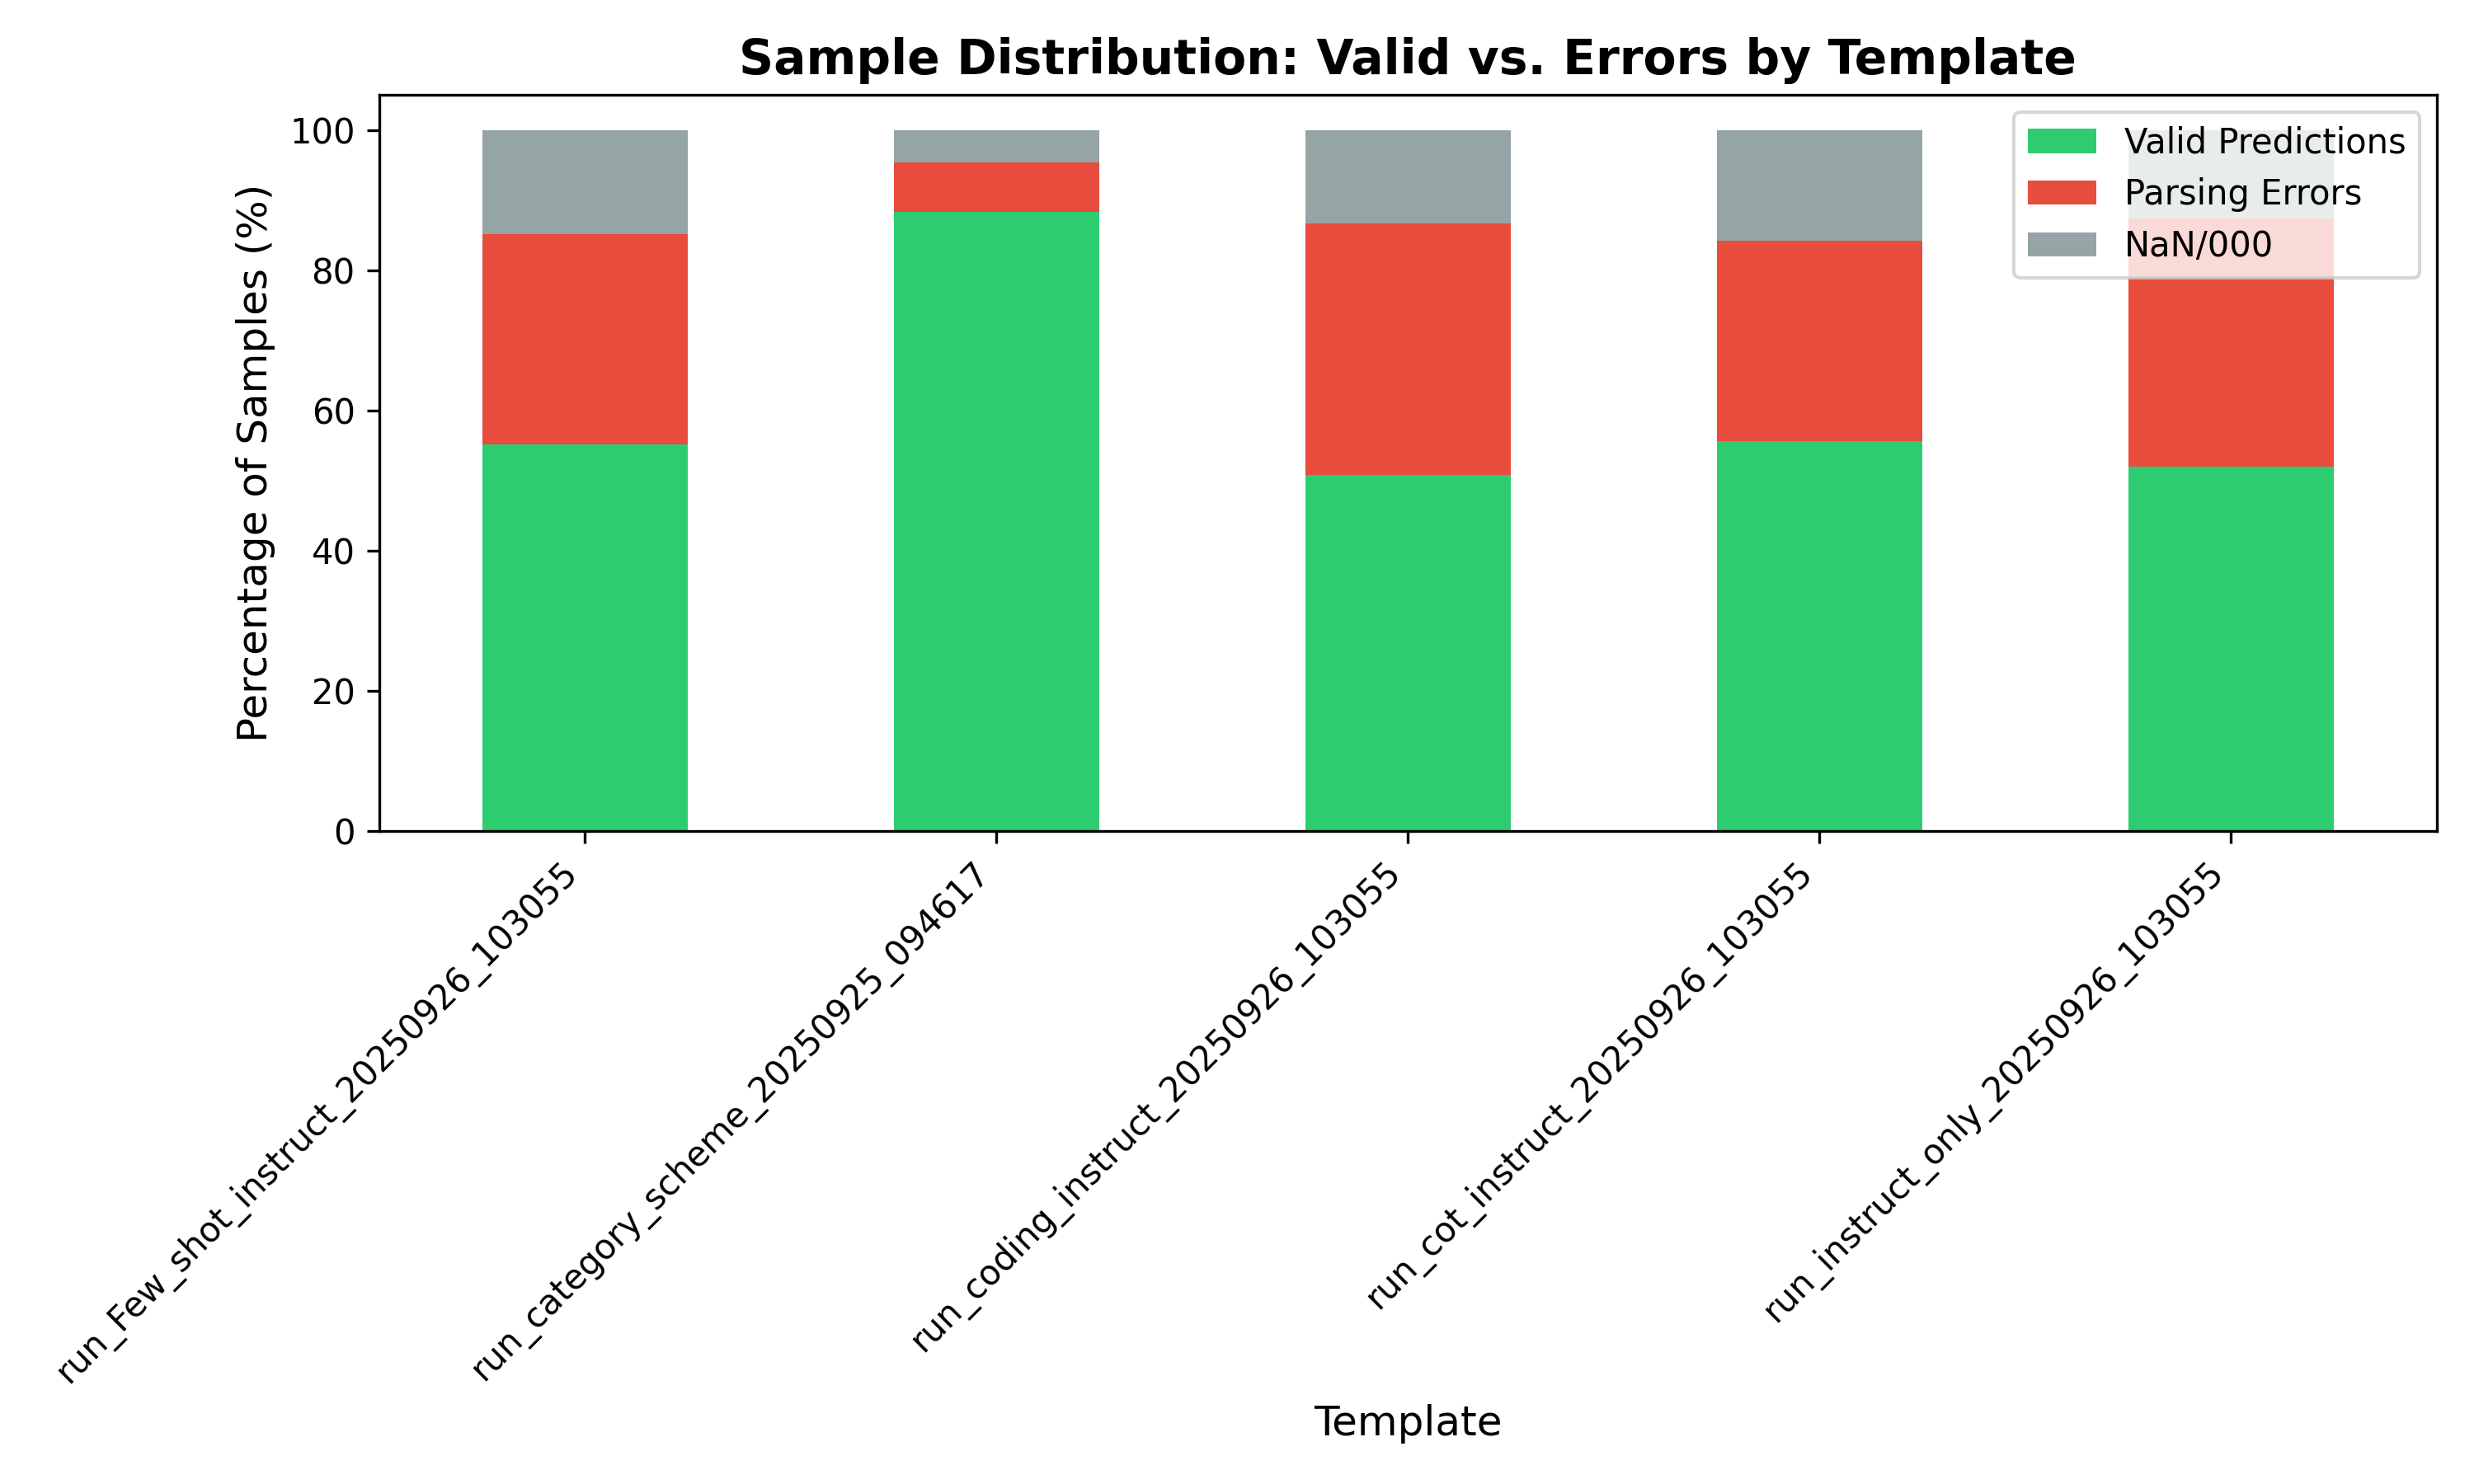 Sample Distribution: Valid vs. Errors by Template
Percentage of Samples (%)
100
80
60
40
20
0
Valid Predictions
Parsing Errors
NaN/000
run_Few_shot_instruct_20250926_103055
run_category_scheme_20250925_094617
run_coding_instruct_20250926_103055
run_cot_instruct_20250926_103055
run_instruct_only_20250926_103055
Template